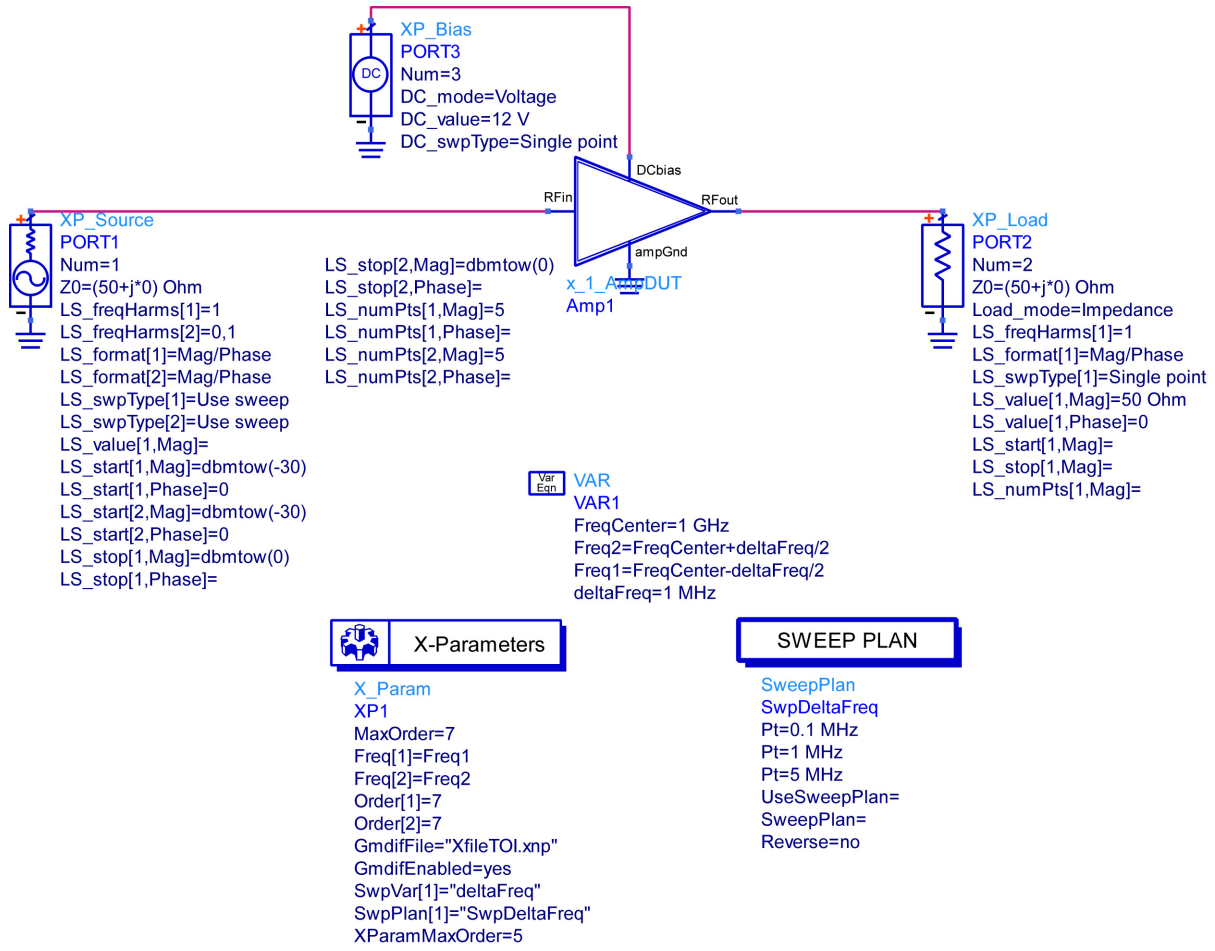 XP_Bias
PORT3
Num=3
DC_mode=Voltage
DC_value=12 V
DC_swpType=Single point
+
DC
−
DCbias
RFin
RFout
ampGnd
x_1_AmpDUT
Amp1
+
−
XP_Source
PORT1
Num=1
Z0=(50+j*0) Ohm
LS_freqHarms[1]=1
LS_freqHarms[2]=0,1
LS_format[1]=Mag/Phase
LS_format[2]=Mag/Phase
LS_swpType[1]=Use sweep
LS_swpType[2]=Use sweep
LS_value[1,Mag]=
LS_start[1,Mag]=dbmtow(-30)
LS_start[1,Phase]=0
LS_start[2,Mag]=dbmtow(-30)
LS_start[2,Phase]=0
LS_stop[1,Mag]=dbmtow(0)
LS_stop[1,Phase]=
LS_stop[2,Mag]=dbmtow(0)
LS_stop[2,Phase]=
LS_numPts[1,Mag]=5
LS_numPts[1,Phase]=
LS_numPts[2,Mag]=5
LS_numPts[2,Phase]=
+
−
XP_Load
PORT2
Num=2
Z0=(50+j*0) Ohm
Load_mode=Impedance
LS_freqHarms[1]=1
LS_format[1]=Mag/Phase
LS_swpType[1]=Single point
LS_value[1,Mag]=50 Ohm
LS_value[1,Phase]=0
LS_start[1,Mag]=
LS_stop[1,Mag]=
LS_numPts[1,Mag]=
Var
Eqn
VAR
VAR1
FreqCenter=1 GHz
Freq2=FreqCenter+deltaFreq/2
Freq1=FreqCenter-deltaFreq/2
deltaFreq=1 MHz
X-Parameters
X_Param
XP1
MaxOrder=7
Freq[1]=Freq1
Freq[2]=Freq2
Order[1]=7
Order[2]=7
GmdifFile="XfileTOI.xnp"
GmdifEnabled=yes
SwpVar[1]="deltaFreq"
SwpPlan[1]="SwpDeltaFreq"
XParamMaxOrder=5
SWEEP PLAN
SweepPlan
SwpDeltaFreq
Pt=0.1 MHz
Pt=1 MHz
Pt=5 MHz
UseSweepPlan=
SweepPlan=
Reverse=no